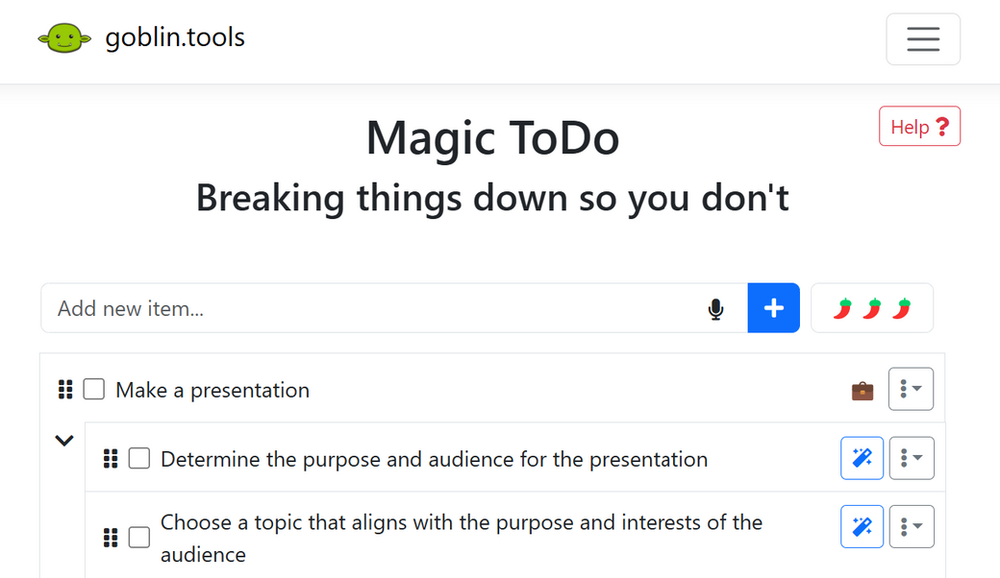 goblin.tools
Help ?
Magic ToDo
Breaking things down so you don't
Add new item...
Make a presentation
Determine the purpose and audience for the presentation
Choose a topic that aligns with the purpose and interests of the
audience